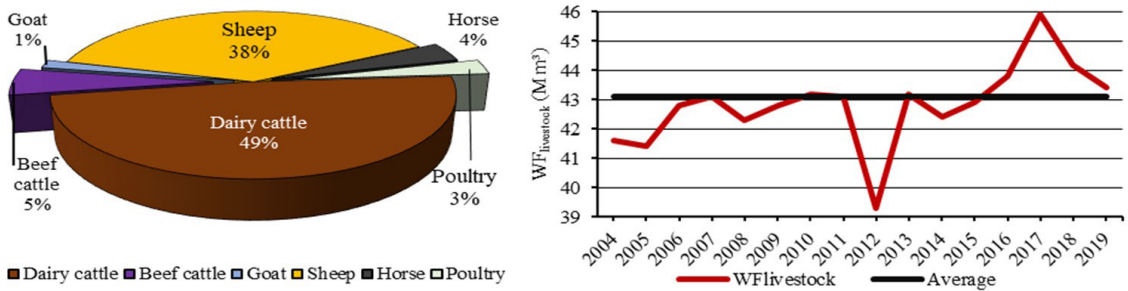 Goat
1%
Sheep
38%
Horse
4%
Dairy cattle
49%
Beef
cattle
5%
Poultry
3%
Dairy cattle Beef cattle Goat Sheep Horse Poultry
WFlivestock (M m³)
46
45
44
43
42
41
40
39
2004 2005 2006 2007 2008 2009 2010 2011 2012 2013 2014 2015 2016 2017 2018 2019
WFlivestock Average